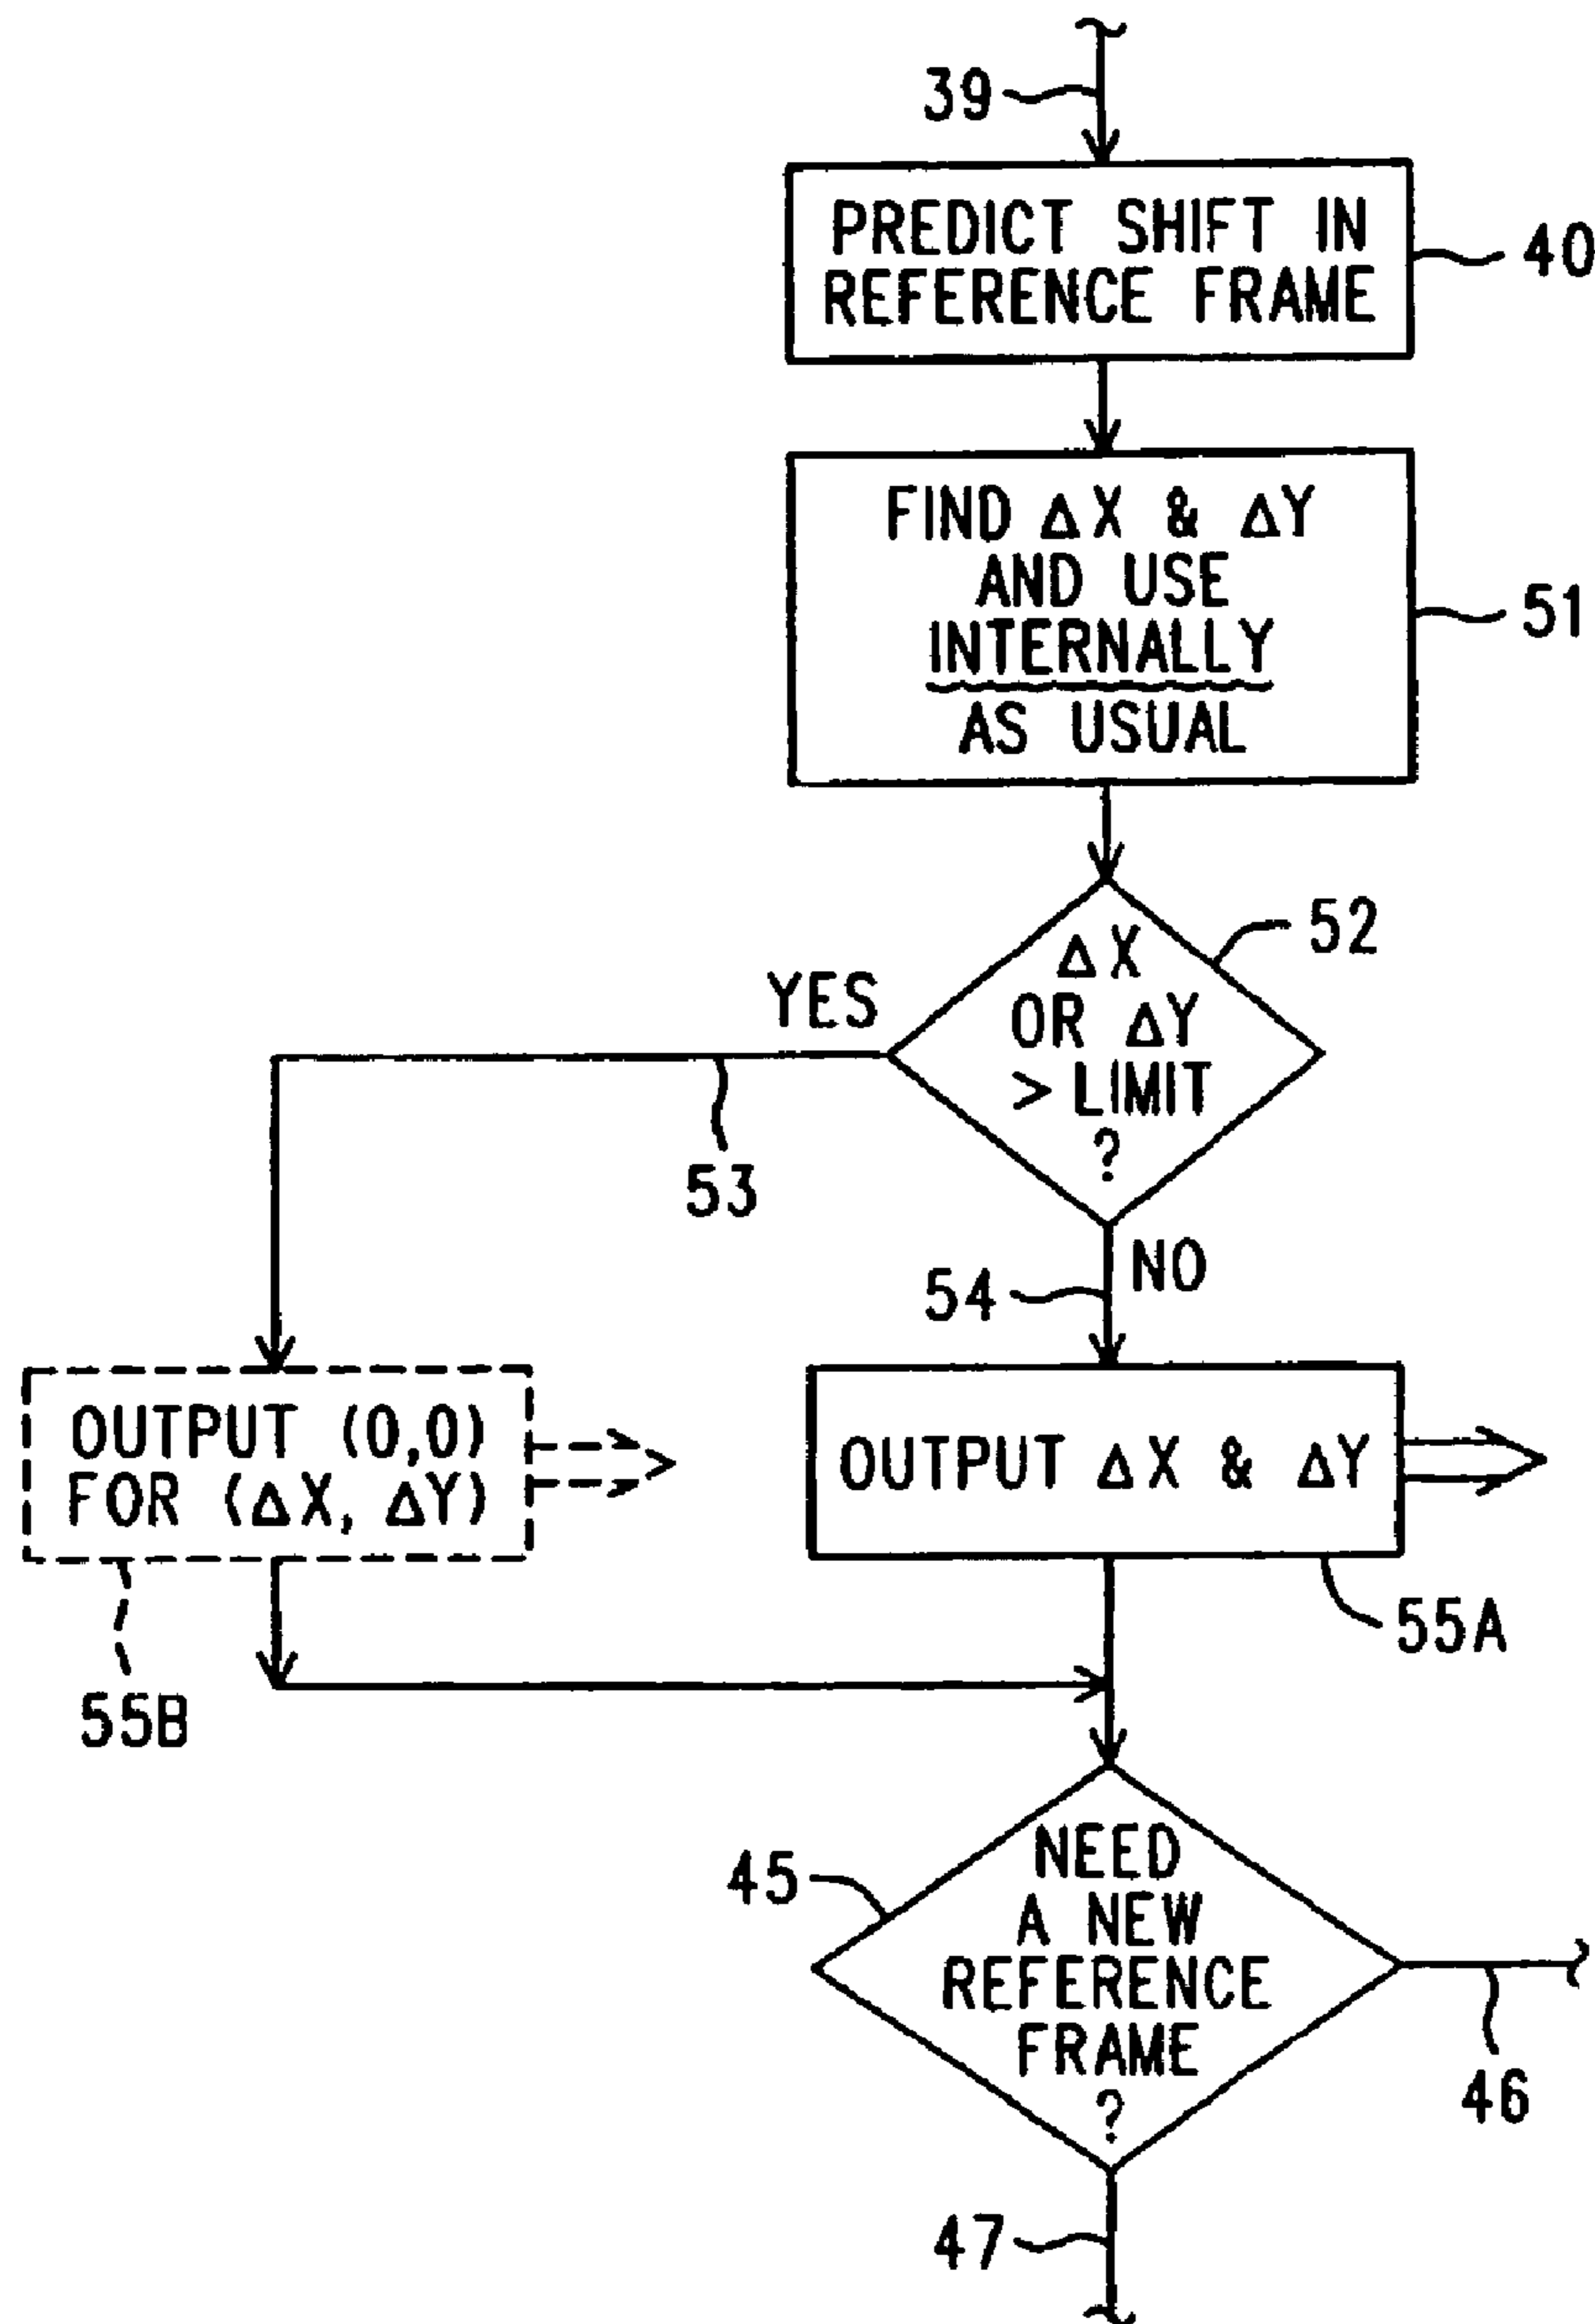 39
PREDICT SHIFT IN
REFERENCE FRAME
40
FIND ΔX & ΔY
AND USE
INTERNALLY
AS USUAL
51
52
ΔX
OR ΔY
> LIMIT
?
YES
53
NO
54
OUTPUT (0,0)
FOR (ΔX, ΔY)
OUTPUT ΔX & ΔY
55A
55B
45
NEED
A NEW
REFERENCE
FRAME
?
46
47